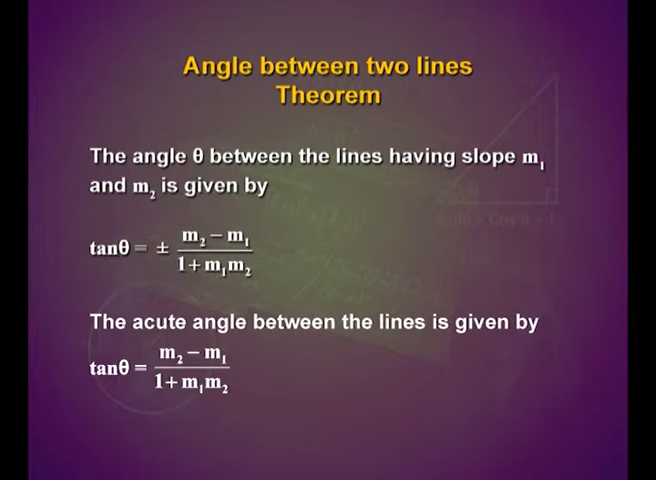 Angle between two lines
Theorem
The angle θ between the lines having slope m₁
and m₂ is given by
tanθ = ± (m₂ − m₁) / (1 + m₁m₂)
The acute angle between the lines is given by
tanθ = (m₂ − m₁) / (1 + m₁m₂)